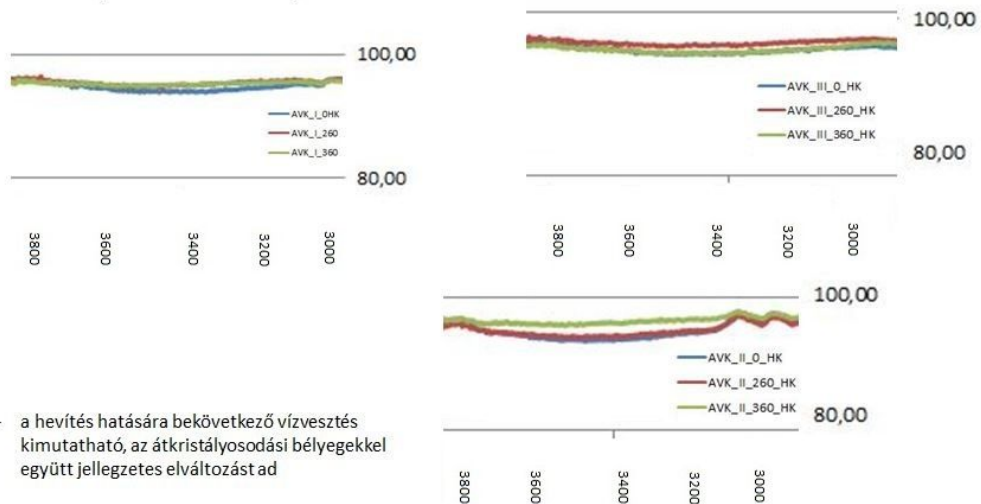 100,00
AVK_I_0HK
AVK_I_260
AVK_I_360
80,00
3800
3600
3400
3200
3000
100,00
AVK_III_0_HK
AVK_III_260_HK
AVK_III_360_HK
80,00
3800
3600
3400
3200
3000
100,00
AVK_II_0_HK
AVK_II_260_HK
AVK_II_360_HK
80,00
3800
3600
3400
3200
3000
- a hevítés hatására bekövetkező vízvesztés
kimutatható, az átkristályosodási bélyegekkel
együtt jellegzetes elváltozást ad